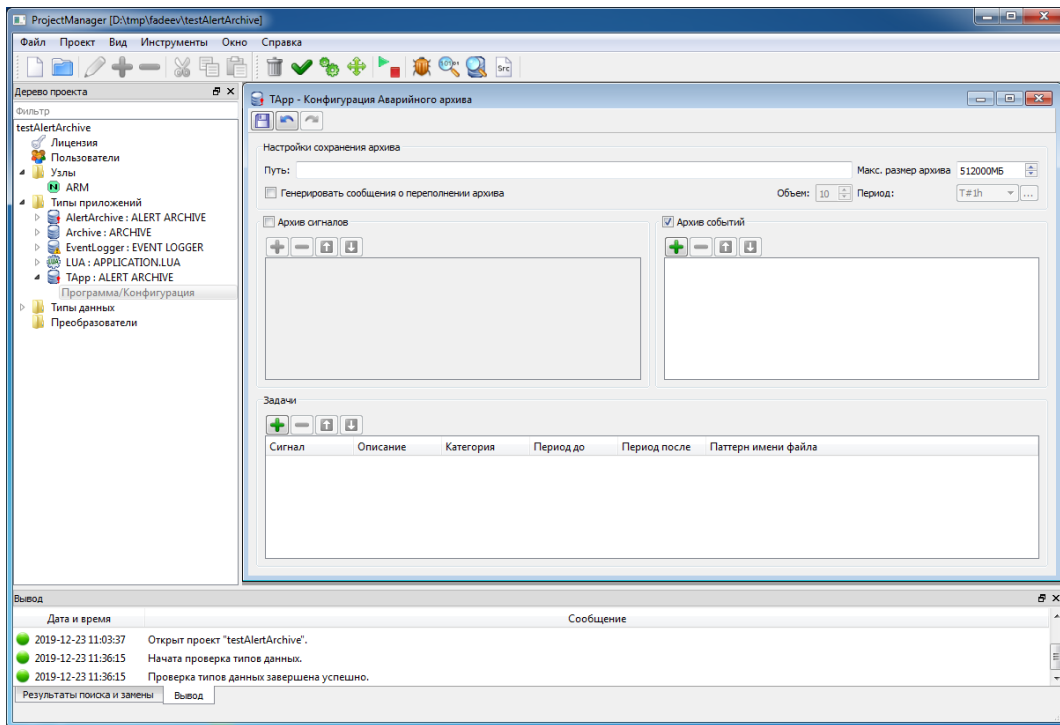 ProjectManager [D:\tmp\fadeev\testAlertArchive]
Файл Проект Вид Инструменты Окно Справка
Src
Дерево проекта
Фильтр
testAlertArchive
Лицензия
Пользователи
Узлы
N ARM
Типы приложений
AlertArchive : ALERT ARCHIVE
Archive : ARCHIVE
EventLogger : EVENT LOGGER
LUA : APPLICATION.LUA
TApp : ALERT ARCHIVE
Программа/Конфигурация
Типы данных
Преобразователи
TApp - Конфигурация Аварийного архива
Настройки сохранения архива
Путь: Макс. размер архива 512000МБ
Генерировать сообщения о переполнении архива Объем: 10 Период: T#1h ...
Архив сигналов
Архив событий
Задачи
Сигнал Описание Категория Период до Период после Паттерн имени файла
Вывод
Дата и время Сообщение
2019-12-23 11:03:37 Открыт проект "testAlertArchive".
2019-12-23 11:36:15 Начата проверка типов данных.
2019-12-23 11:36:15 Проверка типов данных завершена успешно.
Результаты поиска и замены Вывод